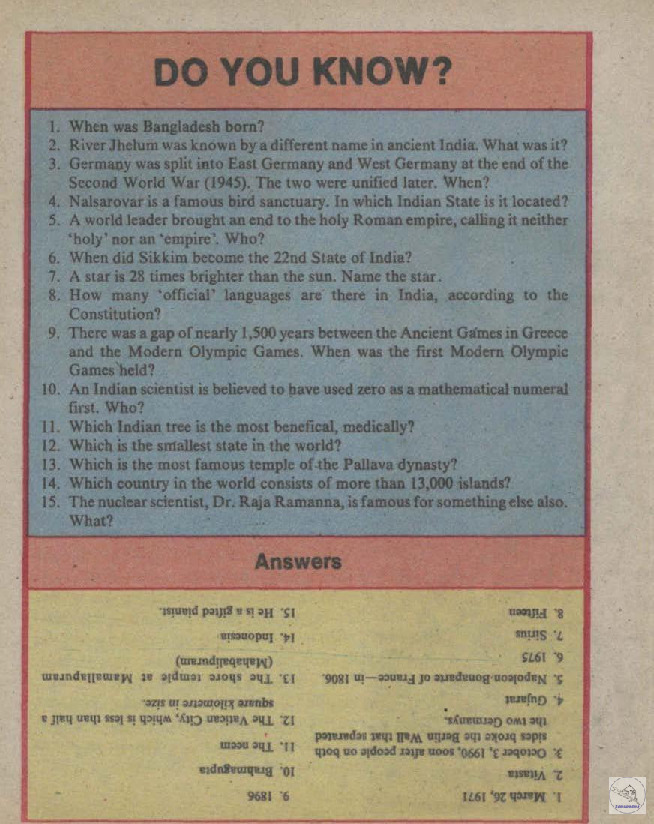 DO YOU KNOW?
1. When was Bangladesh born?
2. River Jhelum was known by a different name in ancient India. What was it?
3. Germany was split into East Germany and West Germany at the end of the
Second World War (1945). The two were unified later. When?
4. Nalsarovar is a famous bird sanctuary. In which Indian State is it located?
5. A world leader brought an end to the holy Roman empire, calling it neither
‘holy’ nor an ‘empire’. Who?
6. When did Sikkim become the 22nd State of India?
7. A star is 28 times brighter than the sun. Name the star.
8. How many ‘official’ languages are there in India, according to the
Constitution?
9. There was a gap of nearly 1,500 years between the Ancient Games in Greece
and the Modern Olympic Games. When was the first Modern Olympic
Games held?
10. An Indian scientist is believed to have used zero as a mathematical numeral
first. Who?
11. Which Indian tree is the most benefical, medically?
12. Which is the smallest state in the world?
13. Which is the most famous temple of the Pallava dynasty?
14. Which country in the world consists of more than 13,000 islands?
15. The nuclear scientist, Dr. Raja Ramanna, is famous for something else also.
What?
Answers
1. March 26, 1971
2. Vitasta
3. October 3, 1990, soon after people on both
sides broke the Berlin Wall that separated
the two Germanys.
4. Gujarat
5. Napoleon Bonaparte of France—in 1806.
6. 1975
7. Sirius
8. Fifteen
9. 1896
10. Brahmagupta
11. The neem
12. The Vatican City, which is less than half a
square kilometre in size.
13. The shore temple at Mamallapuram
(Mahabalipuram)
14. Indonesia
15. He is a gifted pianist.